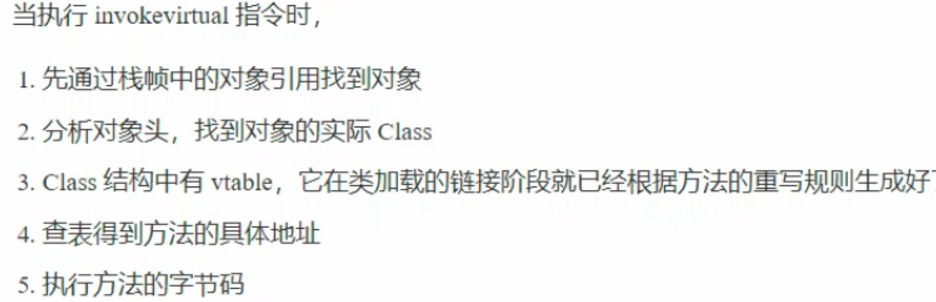 当执行 invokevirtual 指令时，
1. 先通过栈帧中的对象引用找到对象
2. 分析对象头，找到对象的实际 Class
3. Class 结构中有 vtable，它在类加载的链接阶段就已经根据方法的重写规则生成好了
4. 查表得到方法的具体地址
5. 执行方法的字节码